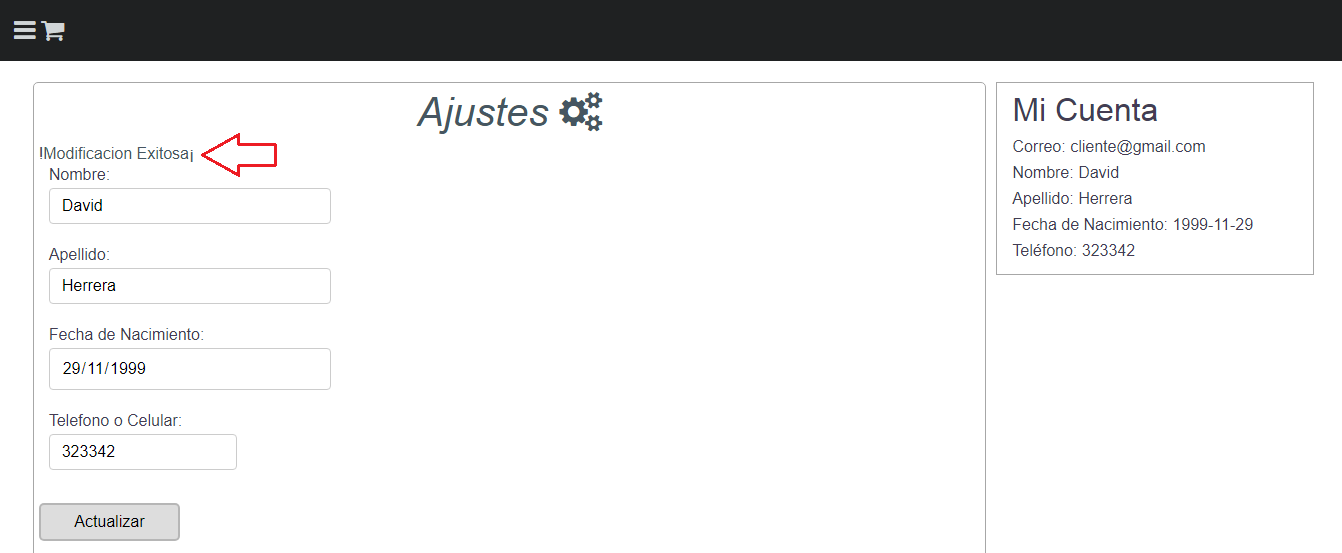 Ajustes
!Modificacion Exitosa¡
Nombre:
David
Apellido:
Herrera
Fecha de Nacimiento:
29/11/1999
Telefono o Celular:
323342
Actualizar
Mi Cuenta
Correo: cliente@gmail.com
Nombre: David
Apellido: Herrera
Fecha de Nacimiento: 1999-11-29
Teléfono: 323342